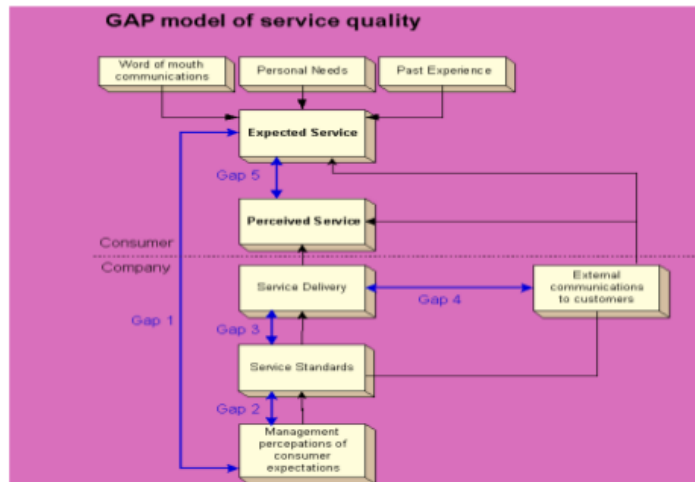 GAP model of service quality
Word of mouth
communications
Personal Needs
Past Experience
Expected Service
Gap 5
Perceived Service
Consumer
Company
Service Delivery
Gap 4
External
communications
to customers
Gap 1
Gap 3
Service Standards
Gap 2
Management
percepations of
consumer
expectations